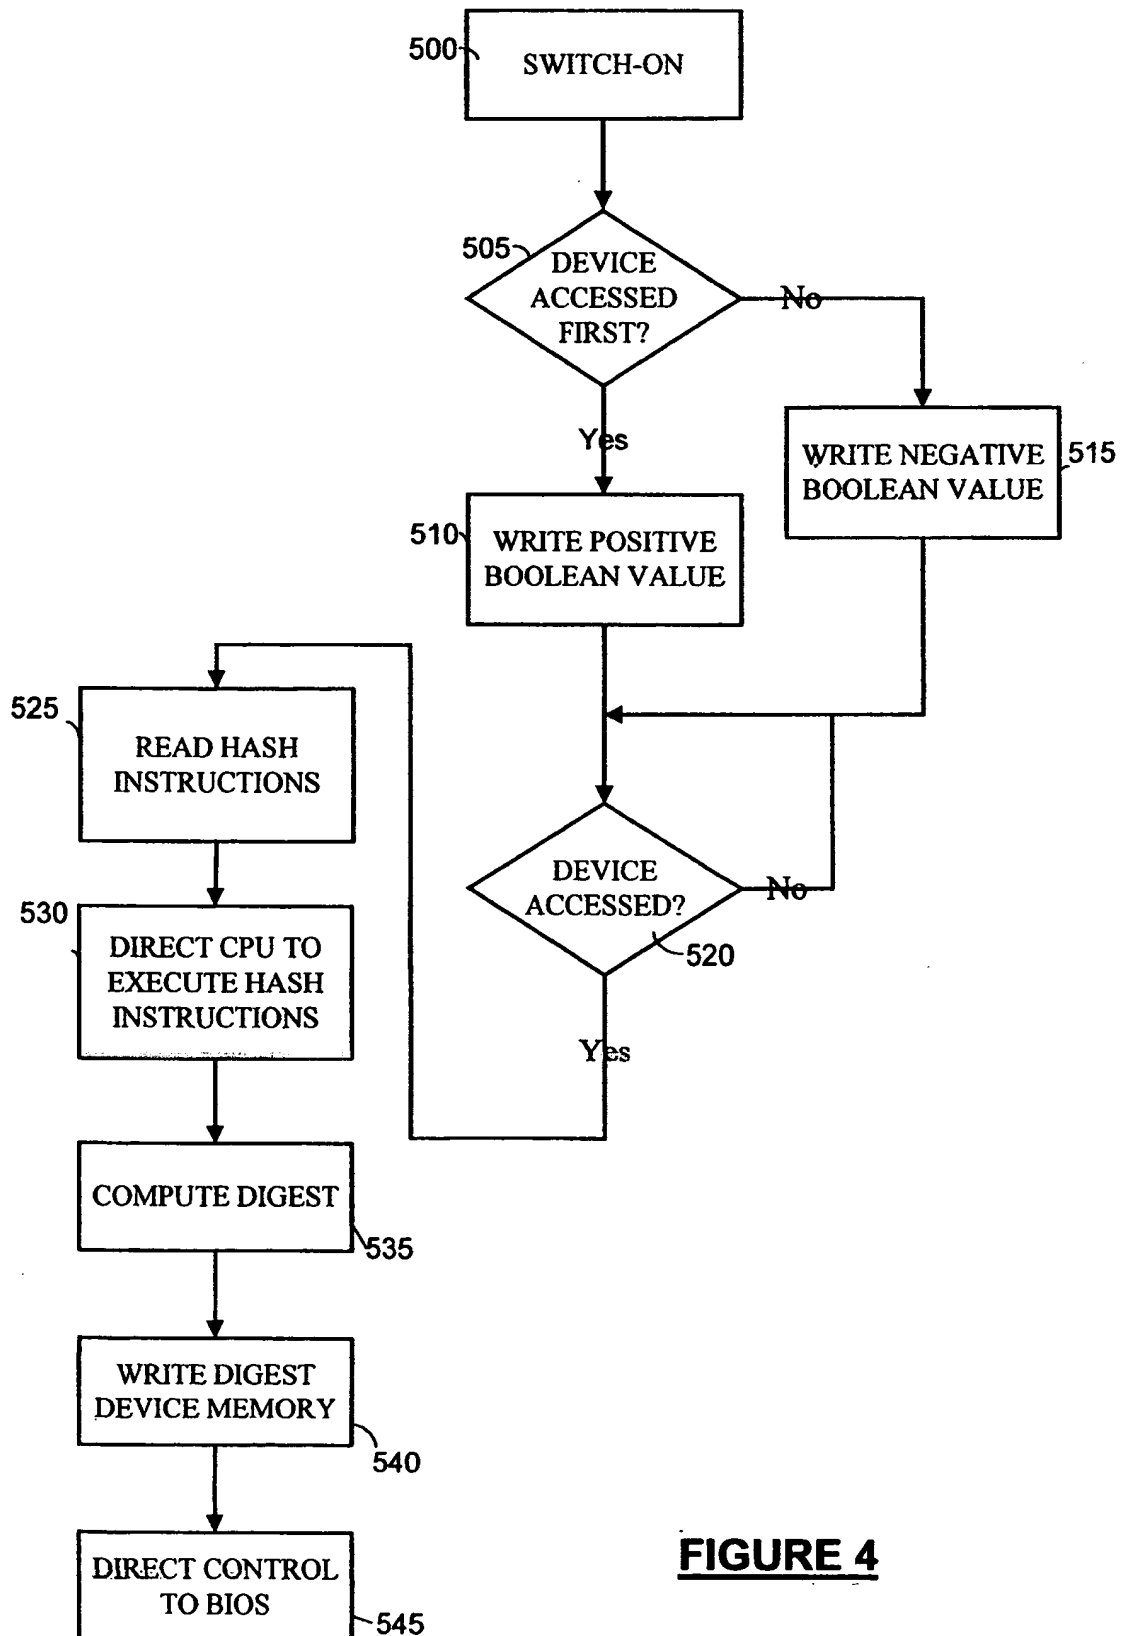 500
SWITCH-ON
505
DEVICE
ACCESSED
FIRST?
No
Yes
WRITE NEGATIVE
BOOLEAN VALUE
515
510
WRITE POSITIVE
BOOLEAN VALUE
525
READ HASH
INSTRUCTIONS
DEVICE
ACCESSED?
No
520
530
DIRECT CPU TO
EXECUTE HASH
INSTRUCTIONS
Yes
COMPUTE DIGEST
535
WRITE DIGEST
DEVICE MEMORY
540
DIRECT CONTROL
TO BIOS
545
FIGURE 4